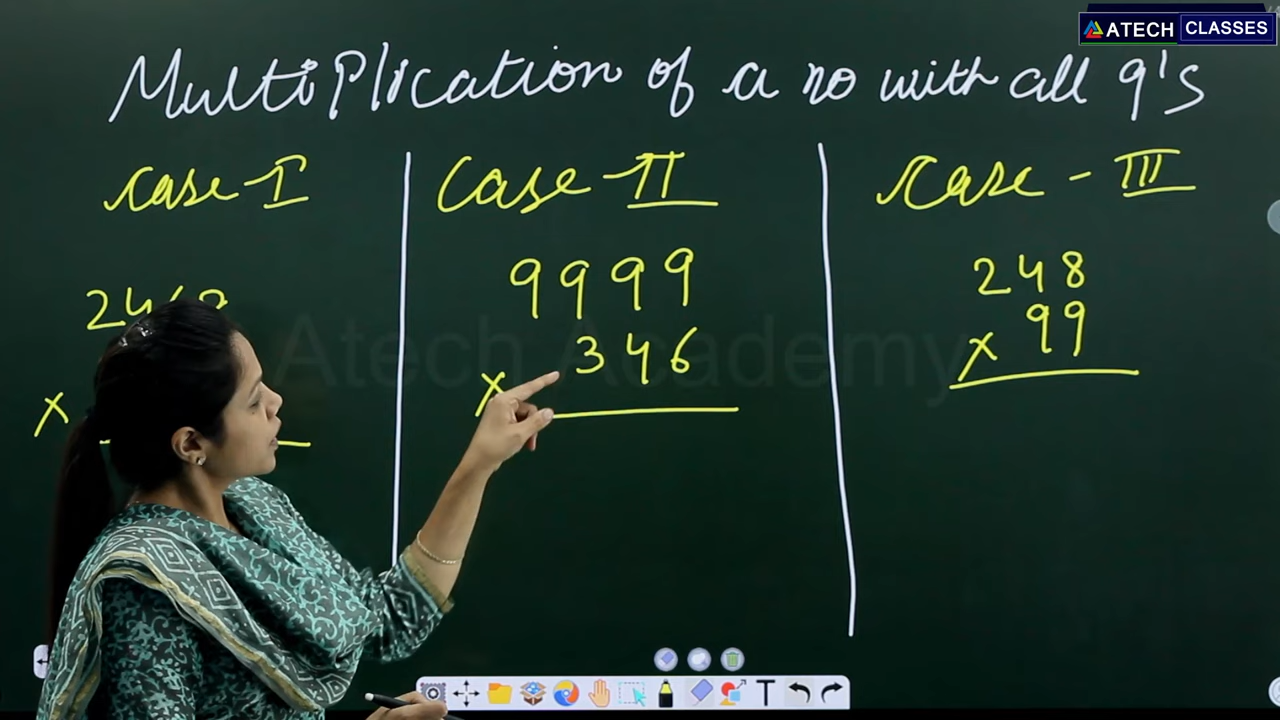 ATECH CLASSES
Multiplication of a no with all 9's
Case - I
Case - II
9999
346
x
Case - III
248
x 99
x
Atech Academy